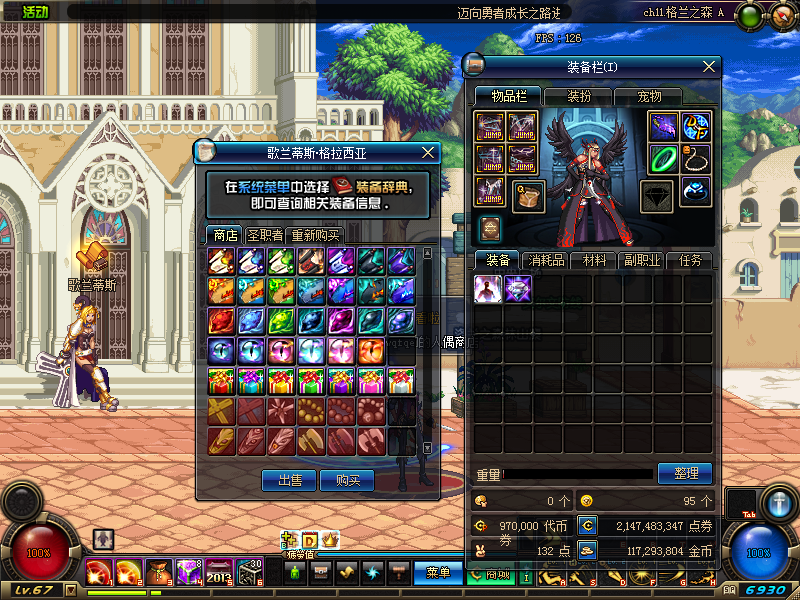 活动
迈向勇者成长之路进
ch11.格兰之森 A
FPS : 126
装备栏(I)
物品栏 装扮 宠物
JUMP JUMP
JUMP JUMP
JUMP
歌兰蒂斯·格拉西亚
在系统菜单中选择 装备辞典,
即可查询相关装备信息 .
商店 圣职者 重新购买
装备 消耗品 材料 副职业 任务
歌兰蒂斯
偶商店
出售 购买
重量 整理
0 个 95 个
970,000 代币券 2,147,483,347 点券
132 点 117,293,804 金币
Tab
100%
100%
疲劳值
菜单 商城
2013
Lv.67
SP 6930